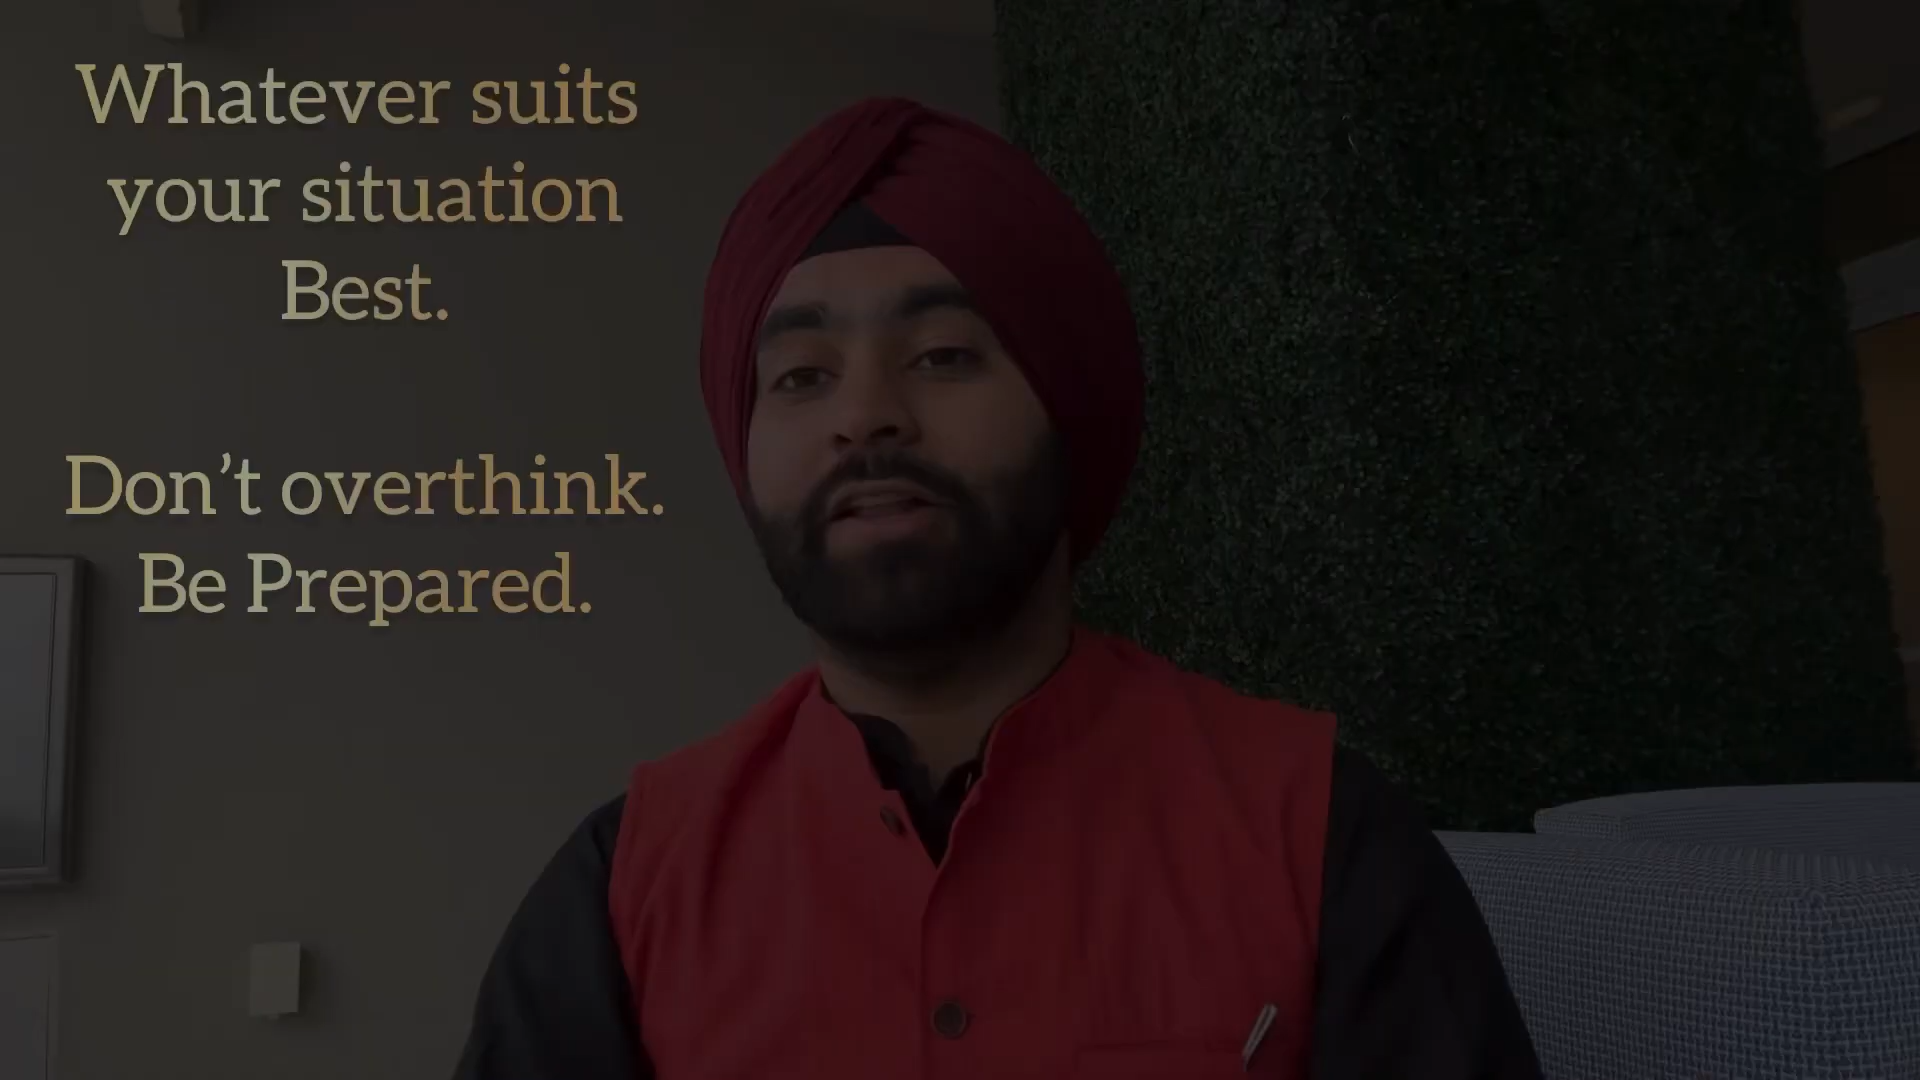 Whatever suits
your situation
Best.
Don’t overthink.
Be Prepared.